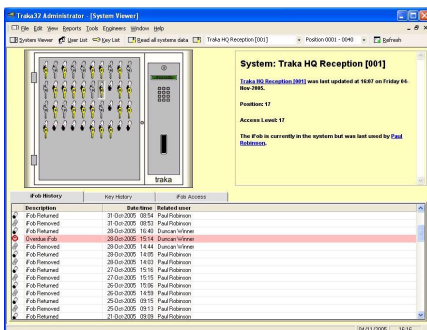 Traka32 Administrator - [System Viewer]
File Edit View Reports Tools Engineers Window Help
System Viewer User List Key List Read all systems data Traka HQ Reception [001] Position 0001 - 0040 Refresh
System: Traka HQ Reception [001]
Traka HQ Reception [001] was last updated at 16:07 on Friday 04-
Nov-2005.
Position: 17
Access Level: 17
The iFob is currently in the system but was last used by Paul
Robinson.
traka
iFob History Key History iFob Access
Description Date/time Related user
iFob Returned 31-Oct-2005 08:54 Paul Robinson
iFob Removed 31-Oct-2005 08:53 Paul Robinson
iFob Returned 28-Oct-2005 16:40 Duncan Winner
Overdue iFob 28-Oct-2005 15:14 Duncan Winner
iFob Removed 28-Oct-2005 14:44 Duncan Winner
iFob Returned 28-Oct-2005 14:05 Paul Robinson
iFob Removed 28-Oct-2005 14:03 Paul Robinson
iFob Returned 27-Oct-2005 15:16 Paul Robinson
iFob Removed 27-Oct-2005 15:15 Paul Robinson
iFob Returned 26-Oct-2005 15:06 Paul Robinson
iFob Removed 26-Oct-2005 14:59 Paul Robinson
iFob Returned 25-Oct-2005 09:15 Paul Robinson
iFob Removed 25-Oct-2005 09:13 Paul Robinson
iFob Returned 21-Oct-2005 09:09 Paul Robinson
04/11/2005 16:16